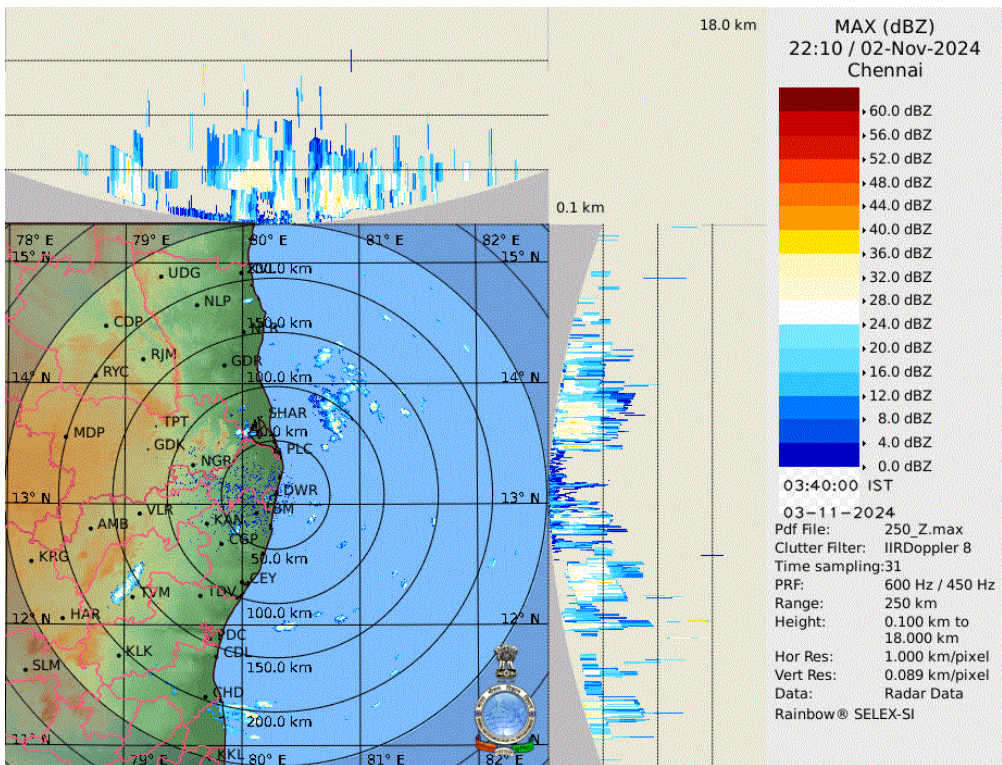 18.0 km
MAX (dBZ)
22:10 / 02-Nov-2024
Chennai
60.0 dBZ
56.0 dBZ
52.0 dBZ
48.0 dBZ
44.0 dBZ
40.0 dBZ
36.0 dBZ
32.0 dBZ
28.0 dBZ
24.0 dBZ
20.0 dBZ
16.0 dBZ
12.0 dBZ
8.0 dBZ
4.0 dBZ
0.0 dBZ
0.1 km
78° E 79° E 80° E 81° E 82° E
15° N 15° N
200.0 km
UDG
NLP
150.0 km
CDP
RJM
GDR
RYC
100.0 km
14° N 14° N
SHAR
TPT
MDP
GDK
PLC
NGR
DWR
13° N 13° N
VLR
AMB
KAN
CGP
KRG
50.0 km
CEY
TVM
TDV
HAR
100.0 km
12° N 12° N
PDC
KLK
CDL
SLM
150.0 km
CHD
200.0 km
11° N 11° N
KKL
79° E 80° E 81° E 82° E
03:40:00 IST
03-11-2024
Pdf File: 250_Z.max
Clutter Filter: IIRDoppler 8
Time sampling:31
PRF: 600 Hz / 450 Hz
Range: 250 km
Height: 0.100 km to
18.000 km
Hor Res: 1.000 km/pixel
Vert Res: 0.089 km/pixel
Data: Radar Data
Rainbow® SELEX-SI